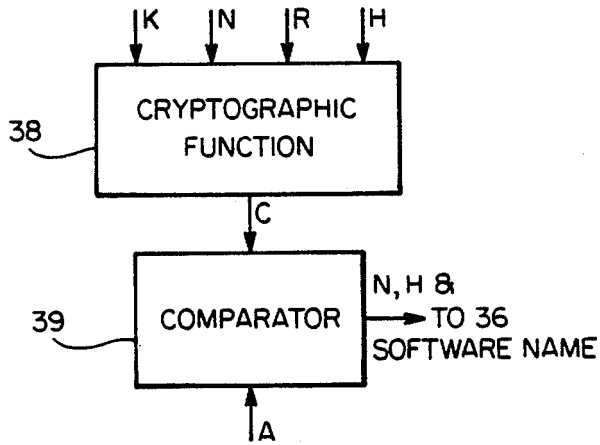 K N R H
CRYPTOGRAPHIC
FUNCTION
38
C
COMPARATOR
39
N, H &
TO 36
SOFTWARE NAME
A